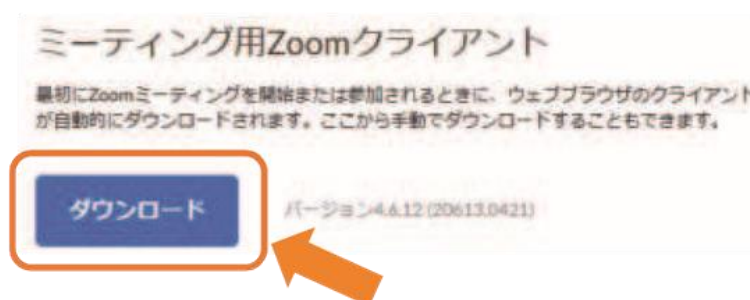 ミーティング用Zoomクライアント
最初にZoomミーティングを開始または参加されるときに、ウェブブラウザのクライアント
が自動的にダウンロードされます。ここから手動でダウンロードすることもできます。
ダウンロード
バージョン4.6.12 (20613.0421)